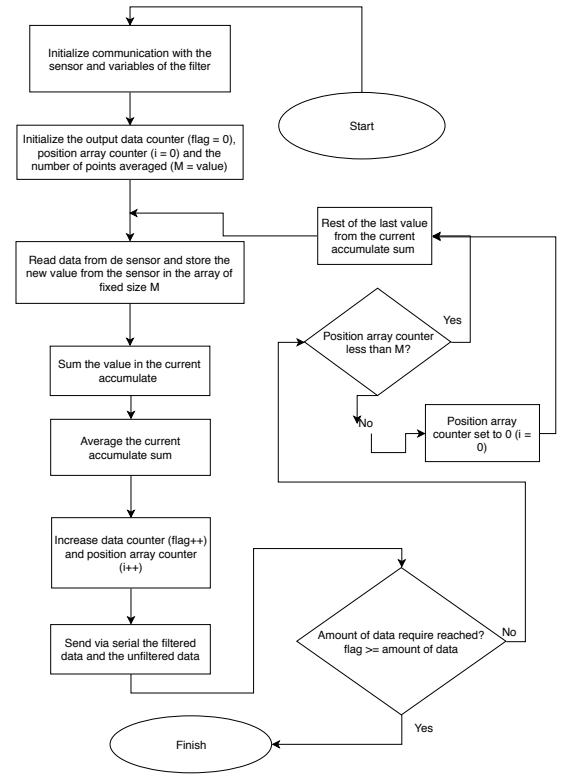 Initialize communication with the
sensor and variables of the filter
Start
Initialize the output data counter (flag = 0),
position array counter (i = 0) and the
number of points averaged (M = value)
Rest of the last value
from the current
accumulate sum
Read data from de sensor and store the
new value from the sensor in the array of
fixed size M
Yes
Position array counter
less than M?
Sum the value in the current
accumulate
No
Position array
counter set to 0 (i =
0)
Average the current
accumulate sum
Increase data counter (flag++)
and position array counter
(i++)
Amount of data require reached?
flag >= amount of data
No
Send via serial the filtered
data and the unfiltered data
Yes
Finish